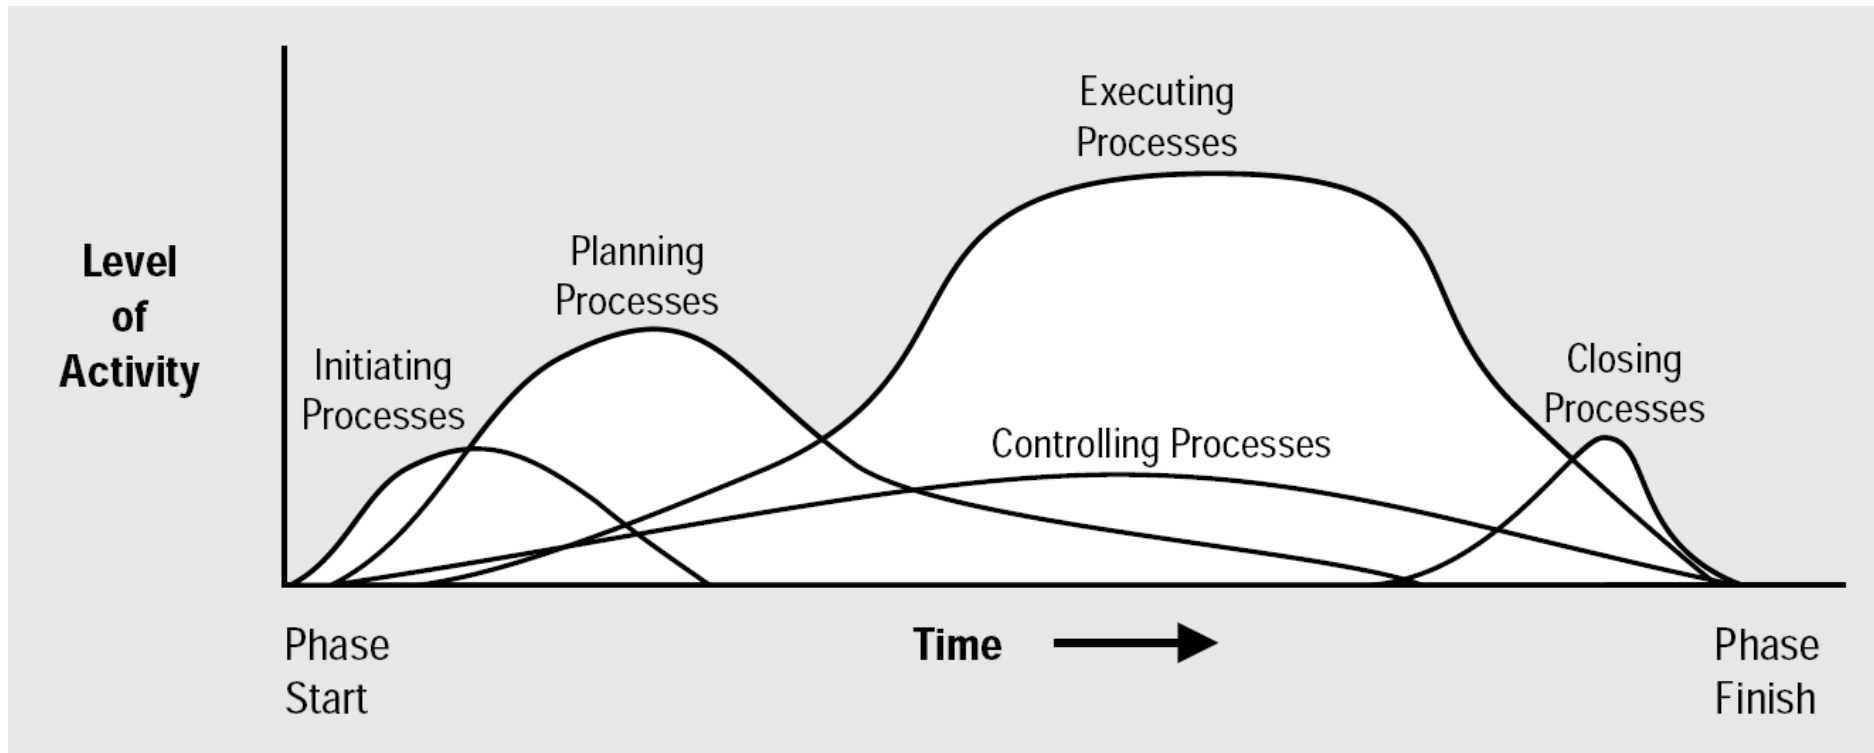 Executing
Processes
Planning
Processes
Level
of
Activity
Initiating
Processes
Closing
Processes
Controlling Processes
Phase
Start
Time
Phase
Finish